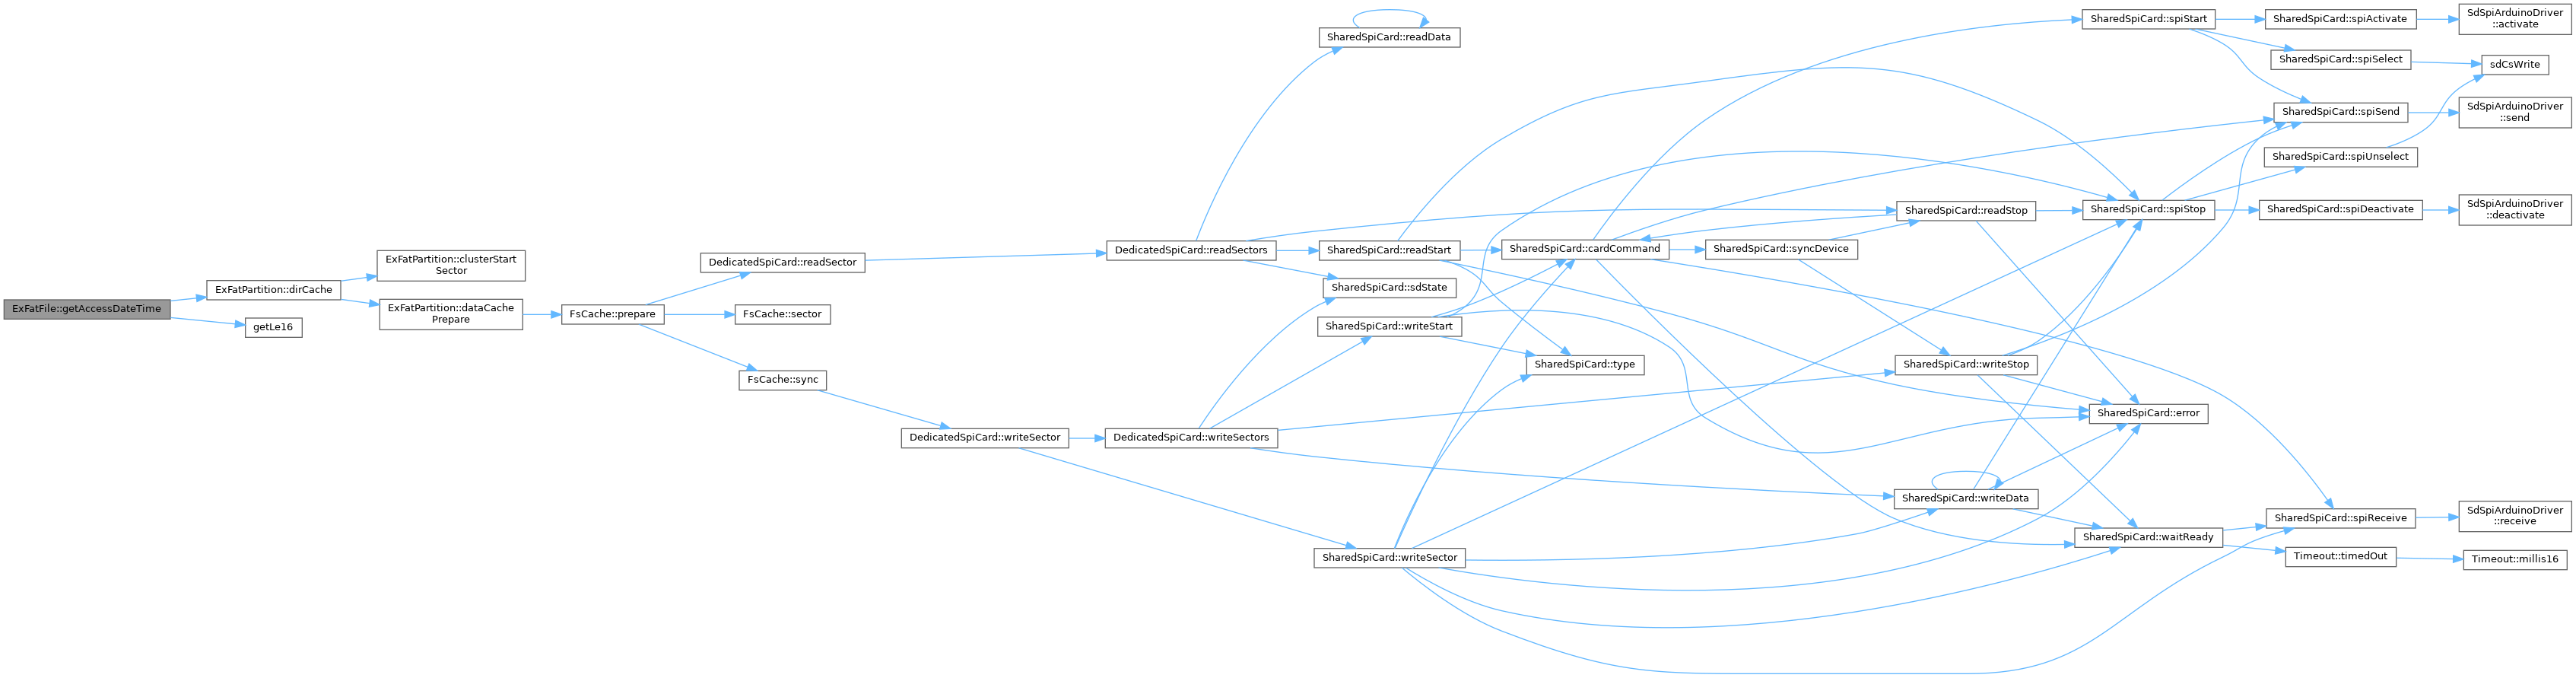 ExFatFile::getAccessDateTime
ExFatPartition::dirCache
getLe16
ExFatPartition::clusterStart
Sector
ExFatPartition::dataCache
Prepare
FsCache::prepare
DedicatedSpiCard::readSector
FsCache::sector
FsCache::sync
DedicatedSpiCard::writeSector
DedicatedSpiCard::readSectors
DedicatedSpiCard::writeSectors
SharedSpiCard::readData
SharedSpiCard::readStart
SharedSpiCard::sdState
SharedSpiCard::writeStart
SharedSpiCard::writeSector
SharedSpiCard::cardCommand
SharedSpiCard::type
SharedSpiCard::syncDevice
SharedSpiCard::readStop
SharedSpiCard::writeStop
SharedSpiCard::writeData
SharedSpiCard::spiStart
SharedSpiCard::spiStop
SharedSpiCard::error
SharedSpiCard::waitReady
SharedSpiCard::spiActivate
SharedSpiCard::spiSelect
SharedSpiCard::spiSend
SharedSpiCard::spiUnselect
SharedSpiCard::spiDeactivate
SharedSpiCard::spiReceive
Timeout::timedOut
SdSpiArduinoDriver
::activate
sdCsWrite
SdSpiArduinoDriver
::send
SdSpiArduinoDriver
::deactivate
SdSpiArduinoDriver
::receive
Timeout::millis16